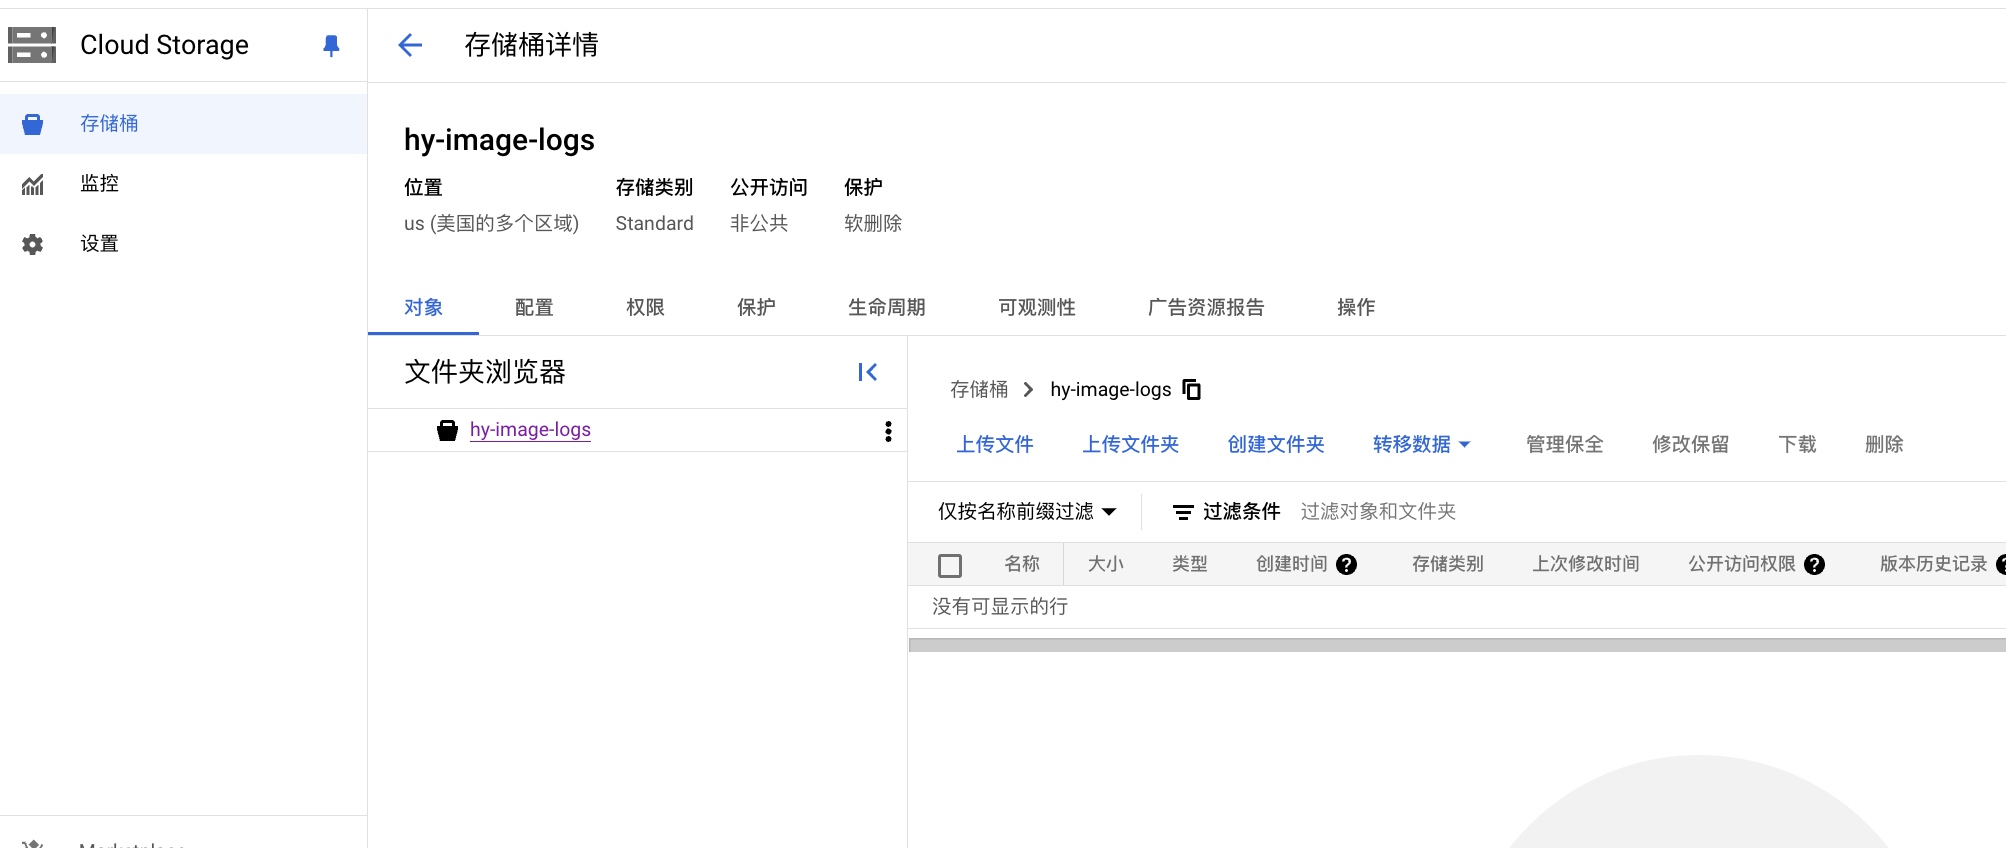 Cloud Storage
存储桶详情
存储桶
监控
设置
hy-image-logs
位置 存储类别 公开访问 保护
us (美国的多个区域) Standard 非公共 软删除
对象 配置 权限 保护 生命周期 可观测性 广告资源报告 操作
文件夹浏览器
hy-image-logs
存储桶 hy-image-logs
上传文件 上传文件夹 创建文件夹 转移数据 管理保全 修改保留 下载 删除
仅按名称前缀过滤 过滤条件 过滤对象和文件夹
名称 大小 类型 创建时间 存储类别 上次修改时间 公开访问权限 版本历史记录
没有可显示的行
Marketplace